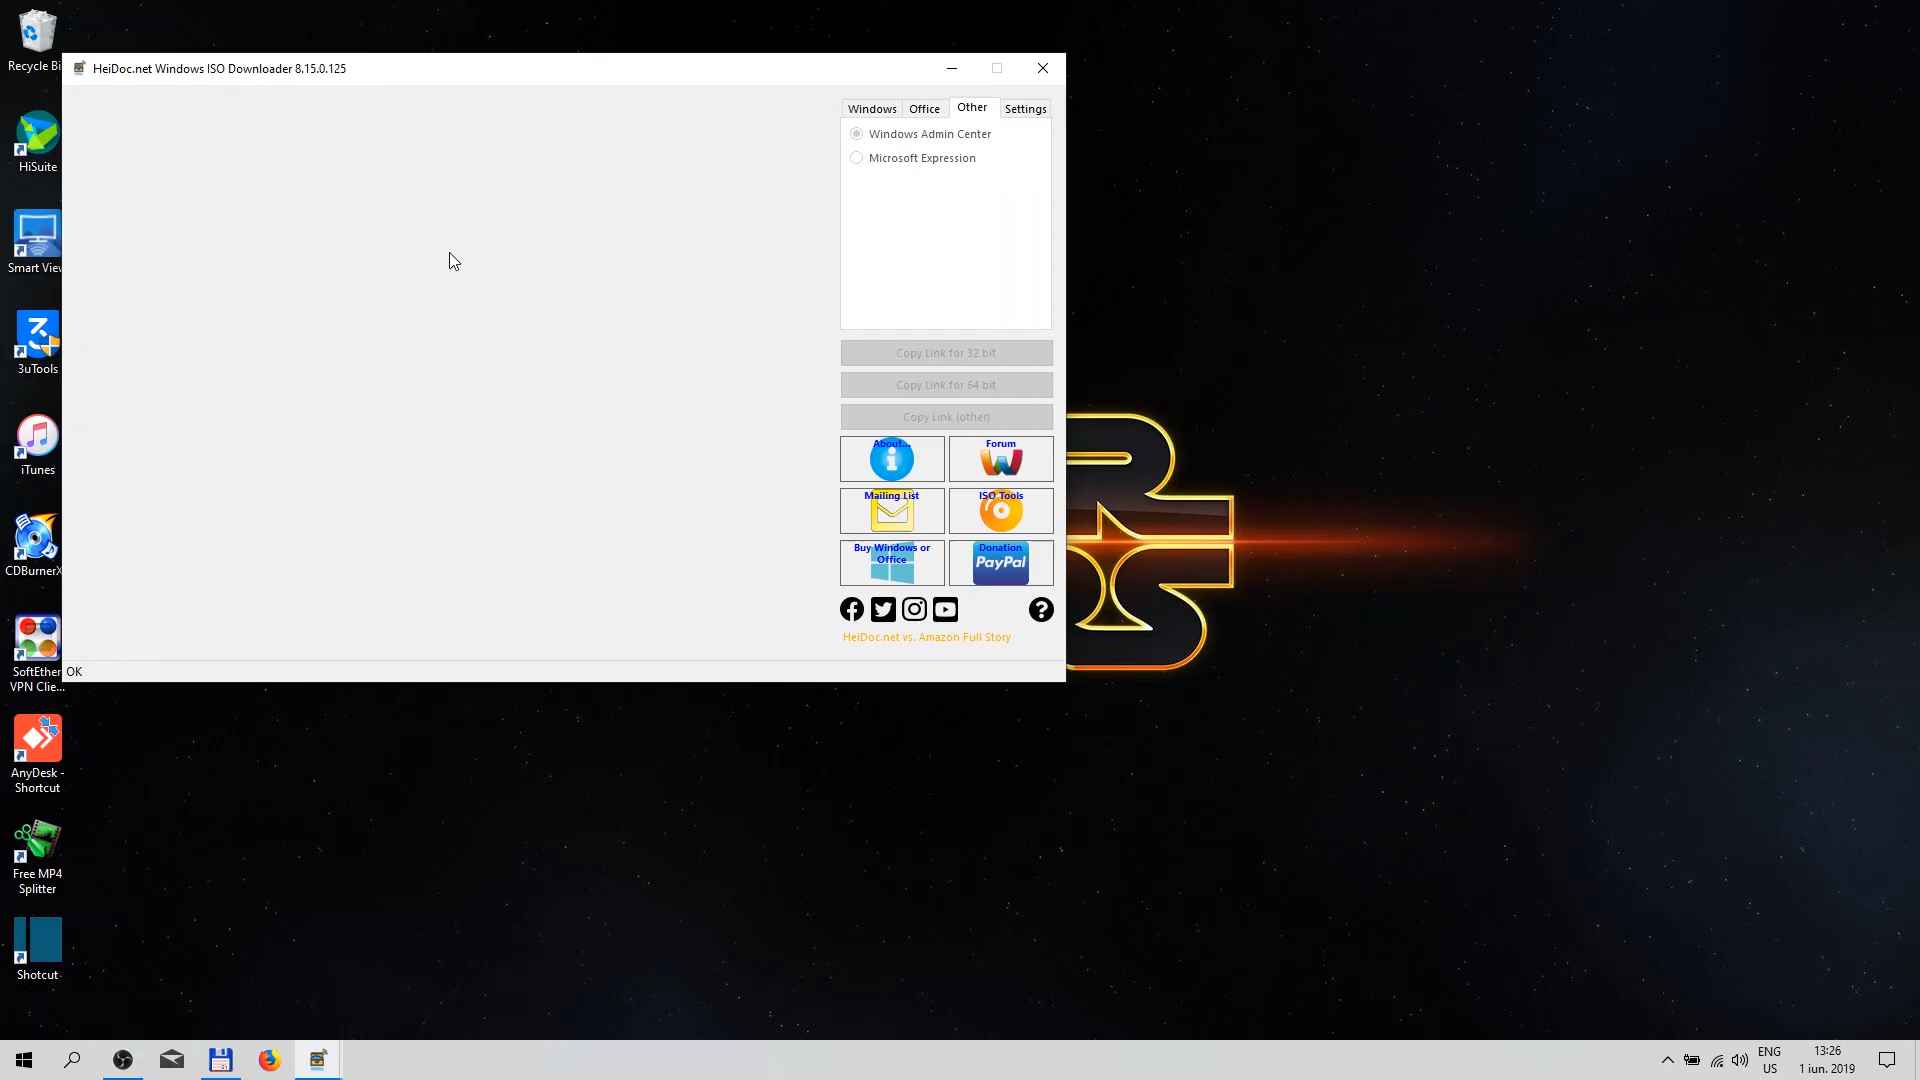 Recycle Bi
HiSuite
Smart View
3uTools
iTunes
CDBurnerX
SoftEther
VPN Clie...
AnyDesk -
Shortcut
Free MP4
Splitter
Shotcut
HeiDoc.net Windows ISO Downloader 8.15.0.125
Windows Office Other Settings
Windows Admin Center
Microsoft Expression
Copy Link for 32 bit
Copy Link for 64 bit
Copy Link (other)
About... Forum
Mailing List ISO Tools
Buy Windows or
Office
Donation
PayPal
HeiDoc.net vs. Amazon Full Story
OK
ENG
US
13:26
1 iun. 2019